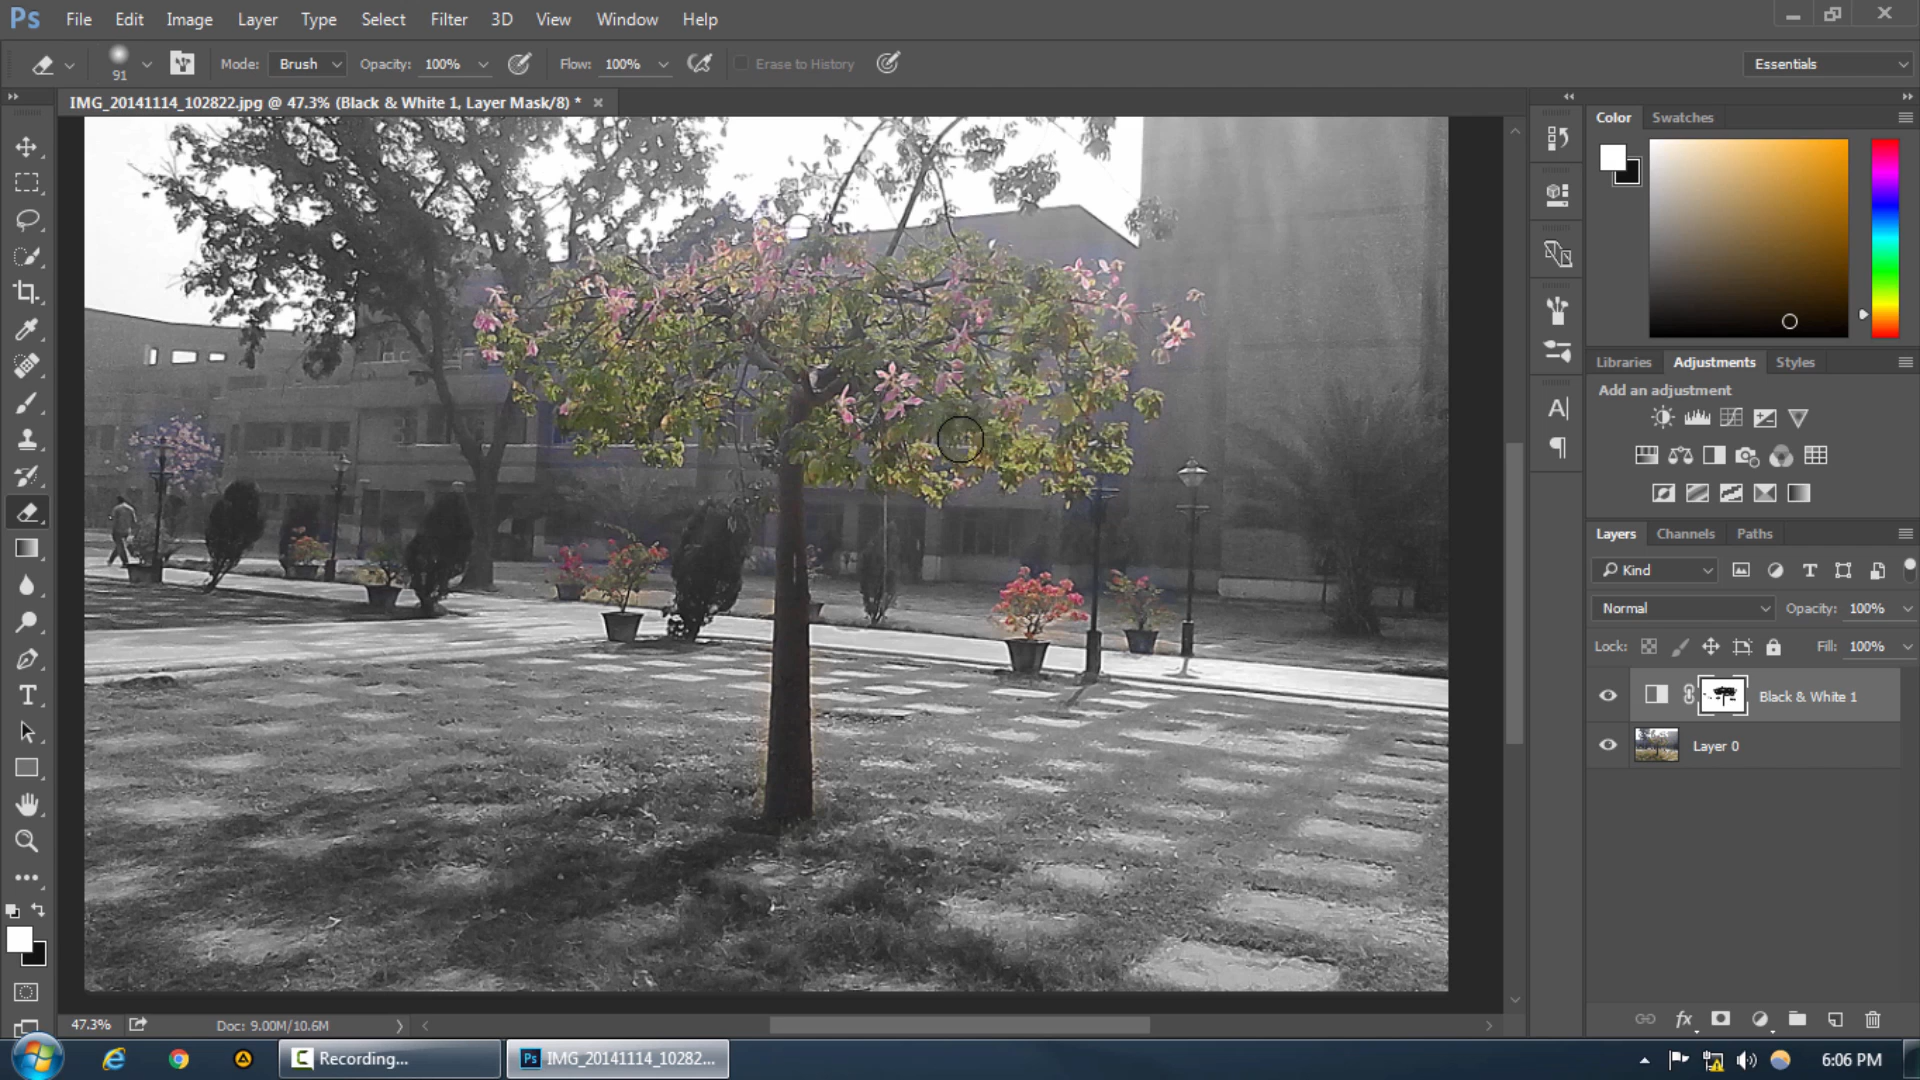 Ps File Edit Image Layer Type Select Filter 3D View Window Help
91 Mode: Brush Opacity: 100% Flow: 100% Erase to History Essentials
IMG_20141114_102822.jpg @ 47.3% (Black & White 1, Layer Mask/8) *
Color Swatches
Libraries Adjustments Styles
Add an adjustment
Layers Channels Paths
Kind
Normal Opacity: 100%
Lock: Fill: 100%
Black & White 1
Layer 0
47.3% Doc: 9.00M/10.6M
Recording... Ps IMG_20141114_10282... 6:06 PM